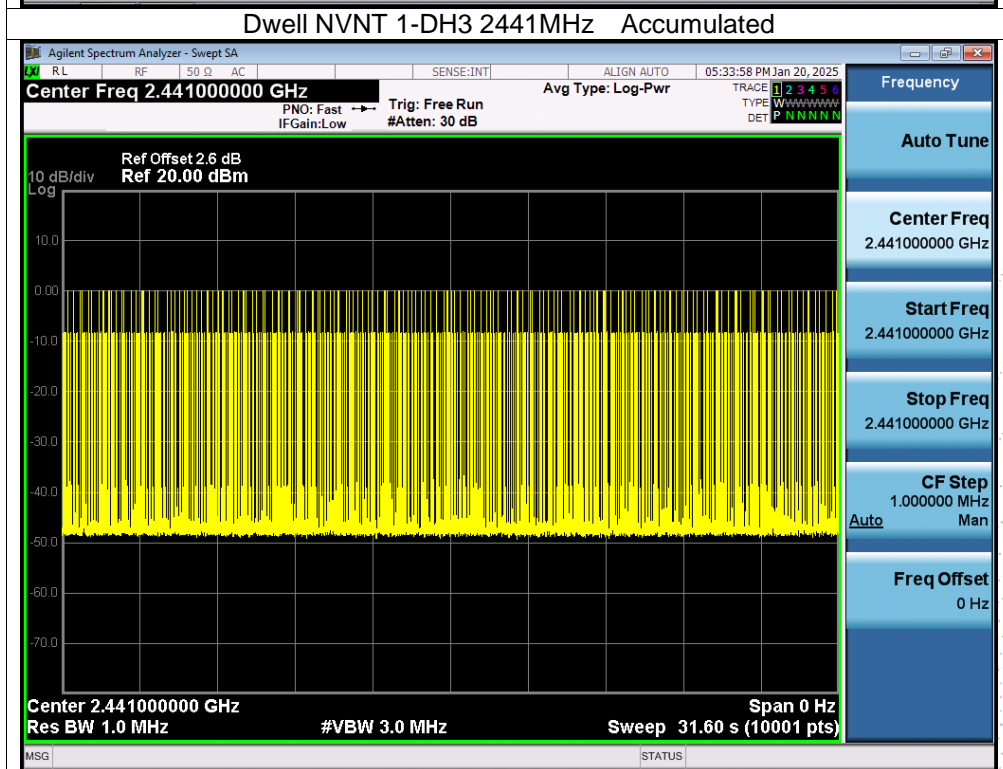 Dwell NVNT 1-DH3 2441MHz Accumulated
Agilent Spectrum Analyzer - Swept SA
LXI RL RF 50 Ω AC SENSE:INT ALIGN AUTO 05:33:58 PM Jan 20, 2025
Center Freq 2.441000000 GHz
PNO: Fast
IFGain:Low
Trig: Free Run
#Atten: 30 dB
Avg Type: Log-Pwr
TRACE 1 2 3 4 5 6
TYPE WWWWWW
DET P N N N N N
Frequency
Auto Tune
Center Freq
2.441000000 GHz
Start Freq
2.441000000 GHz
Stop Freq
2.441000000 GHz
CF Step
1.000000 MHz
Auto Man
Freq Offset
0 Hz
Ref Offset 2.6 dB
10 dB/div Ref 20.00 dBm
Log
10.0
0.00
-10.0
-20.0
-30.0
-40.0
-50.0
-60.0
-70.0
Center 2.441000000 GHz Span 0 Hz
Res BW 1.0 MHz #VBW 3.0 MHz Sweep 31.60 s (10001 pts)
MSG STATUS